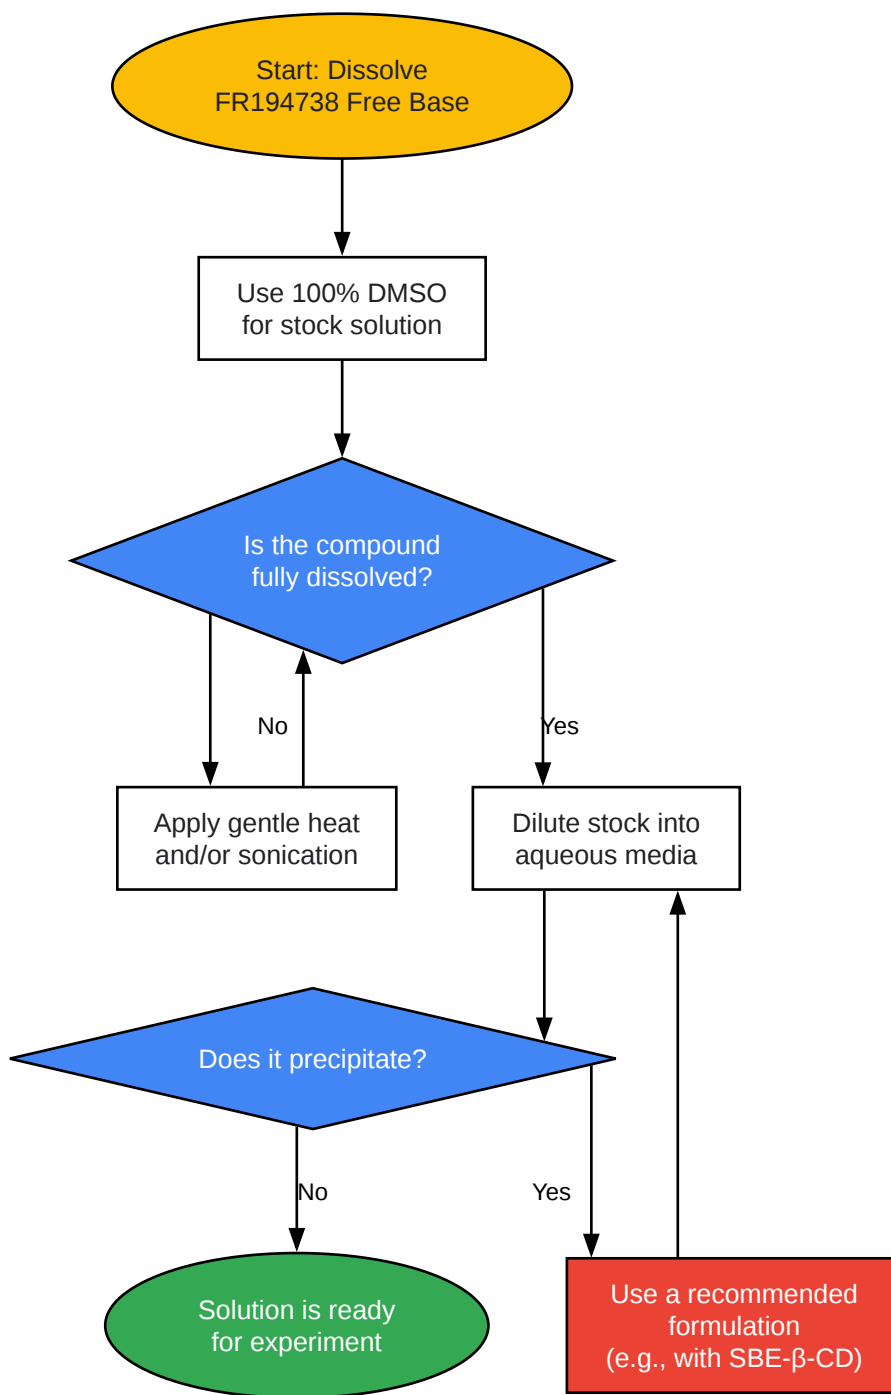 Start: Dissolve
FR194738 Free Base
Use 100% DMSO
for stock solution
Is the compound
fully dissolved?
No
Yes
Apply gentle heat
and/or sonication
Dilute stock into
aqueous media
Does it precipitate?
No
Yes
Solution is ready
for experiment
Use a recommended
formulation
(e.g., with SBE-β-CD)